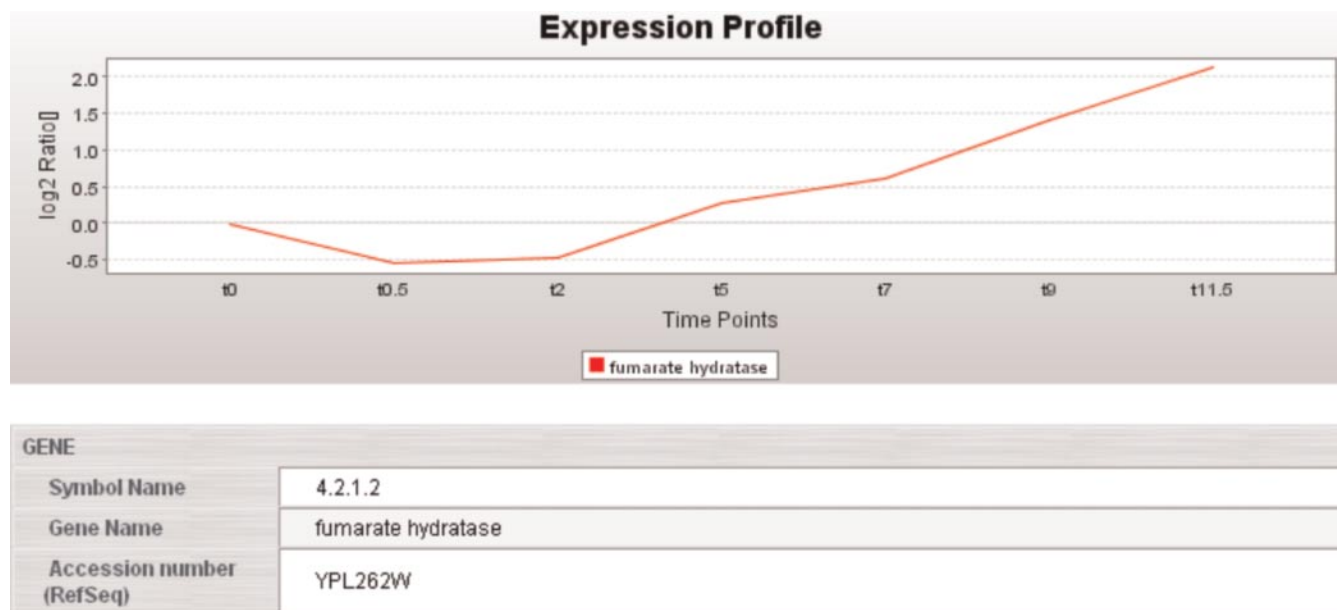 Expression Profile
2.0
1.5
1.0
0.5
0.0
-0.5
log2 Ratio[]
t0 t0.5 t2 t5 t7 t9 t11.5
Time Points
fumarate hydratase
GENE
Symbol Name 4.2.1.2
Gene Name fumarate hydratase
Accession number
(RefSeq) YPL262W